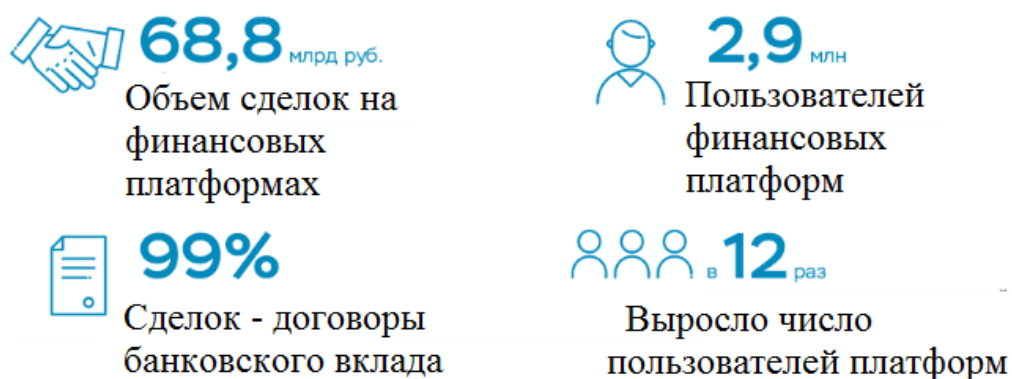 68,8 млрд руб.
Объем сделок на
финансовых
платформах
2,9 млн
Пользователей
финансовых
платформ
99%
Сделок - договоры
банковского вклада
в 12 раз
Выросло число
пользователей платформ